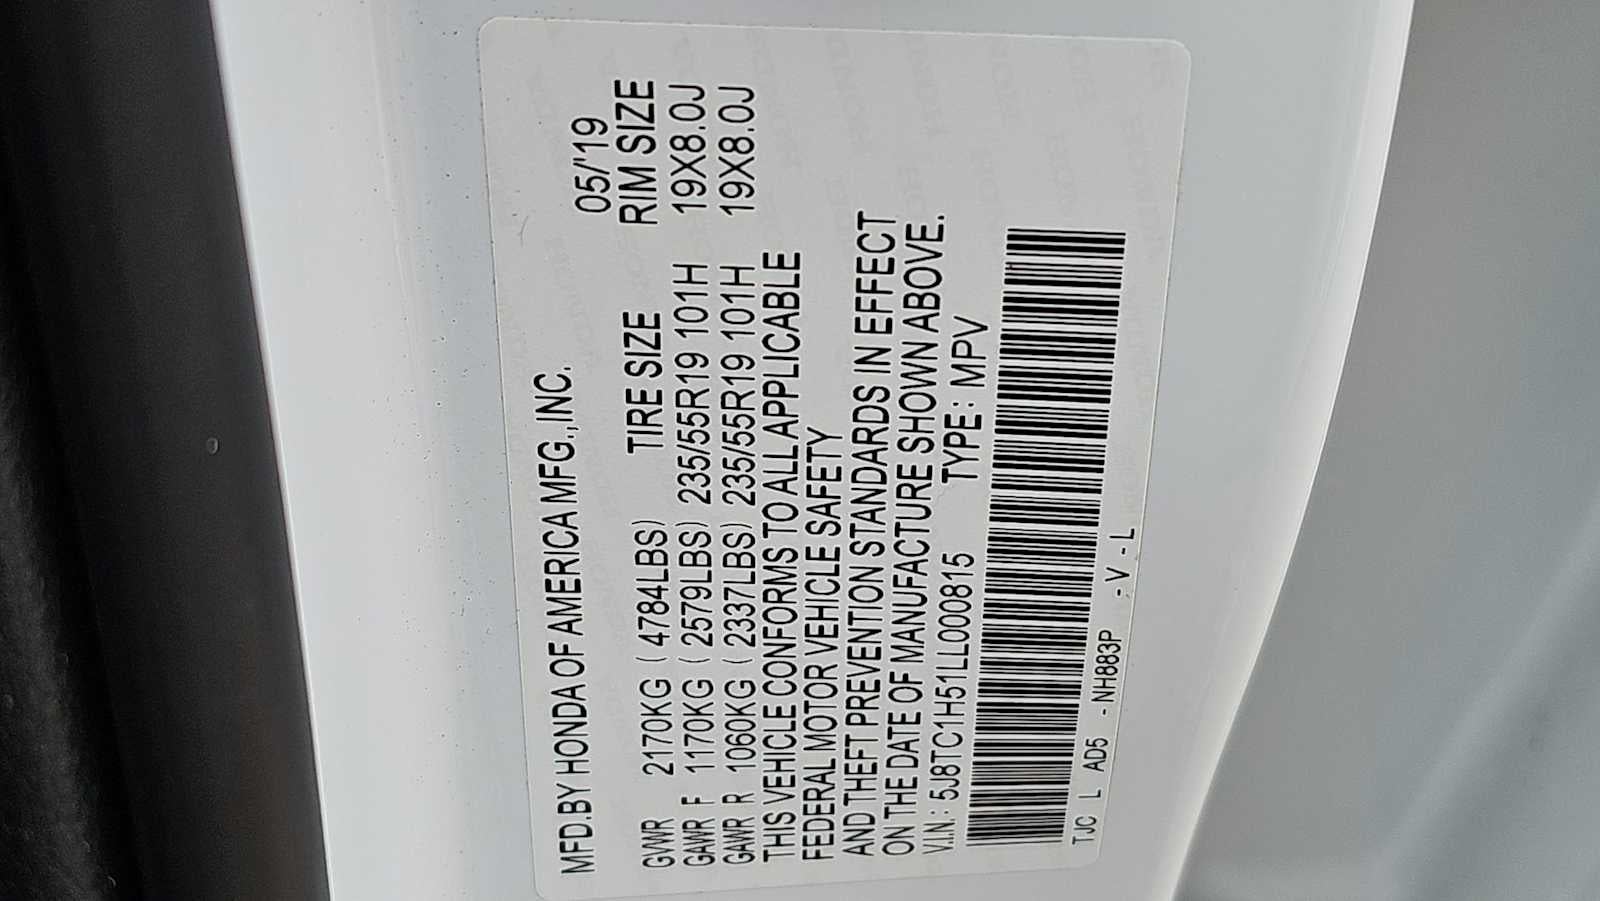 MFD.BY HONDA OF AMERICA MFG.,INC.
05/'19
TIRE SIZE RIM SIZE
GVWR 2170KG ( 4784LBS)
GAWR F 1170KG ( 2579LBS) 235/55R19 101H 19X8.0J
GAWR R 1060KG ( 2337LBS) 235/55R19 101H 19X8.0J
THIS VEHICLE CONFORMS TO ALL APPLICABLE
FEDERAL MOTOR VEHICLE SAFETY
AND THEFT PREVENTION STANDARDS IN EFFECT
ON THE DATE OF MANUFACTURE SHOWN ABOVE.
V.I.N.: 5J8TC1H51LL000815 TYPE : MPV
TJC L AD5 - NH883P - V - L